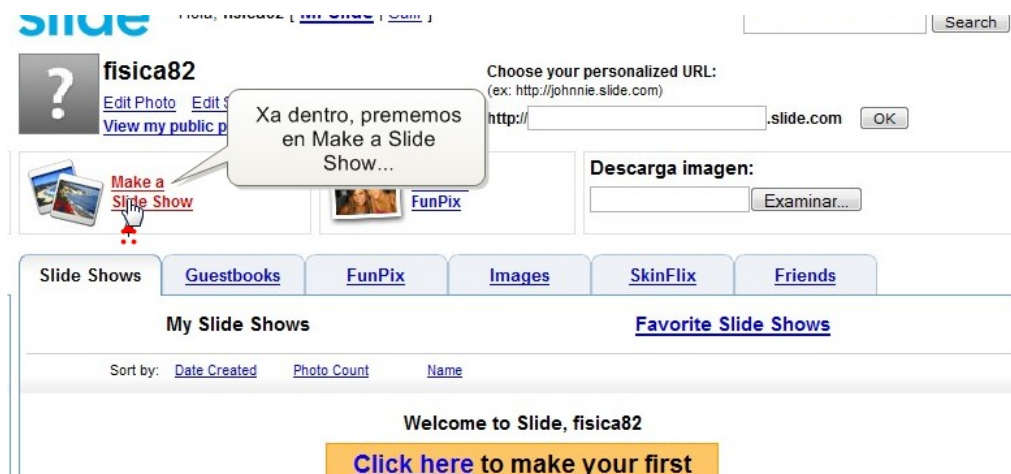 slide
Hola, fisica82 [ My Slide | Salir ]
Search
fisica82
Choose your personalized URL:
(ex: http://johnnie.slide.com)
Edit Photo Edit
View my public
http:// .slide.com OK
Xa dentro, prememos
en Make a Slide
Show...
Make a
Slide Show
FunPix
Descarga imagen:
Examinar...
Slide Shows Guestbooks FunPix Images SkinFlix Friends
My Slide Shows Favorite Slide Shows
Sort by: Date Created Photo Count Name
Welcome to Slide, fisica82
Click here to make your first